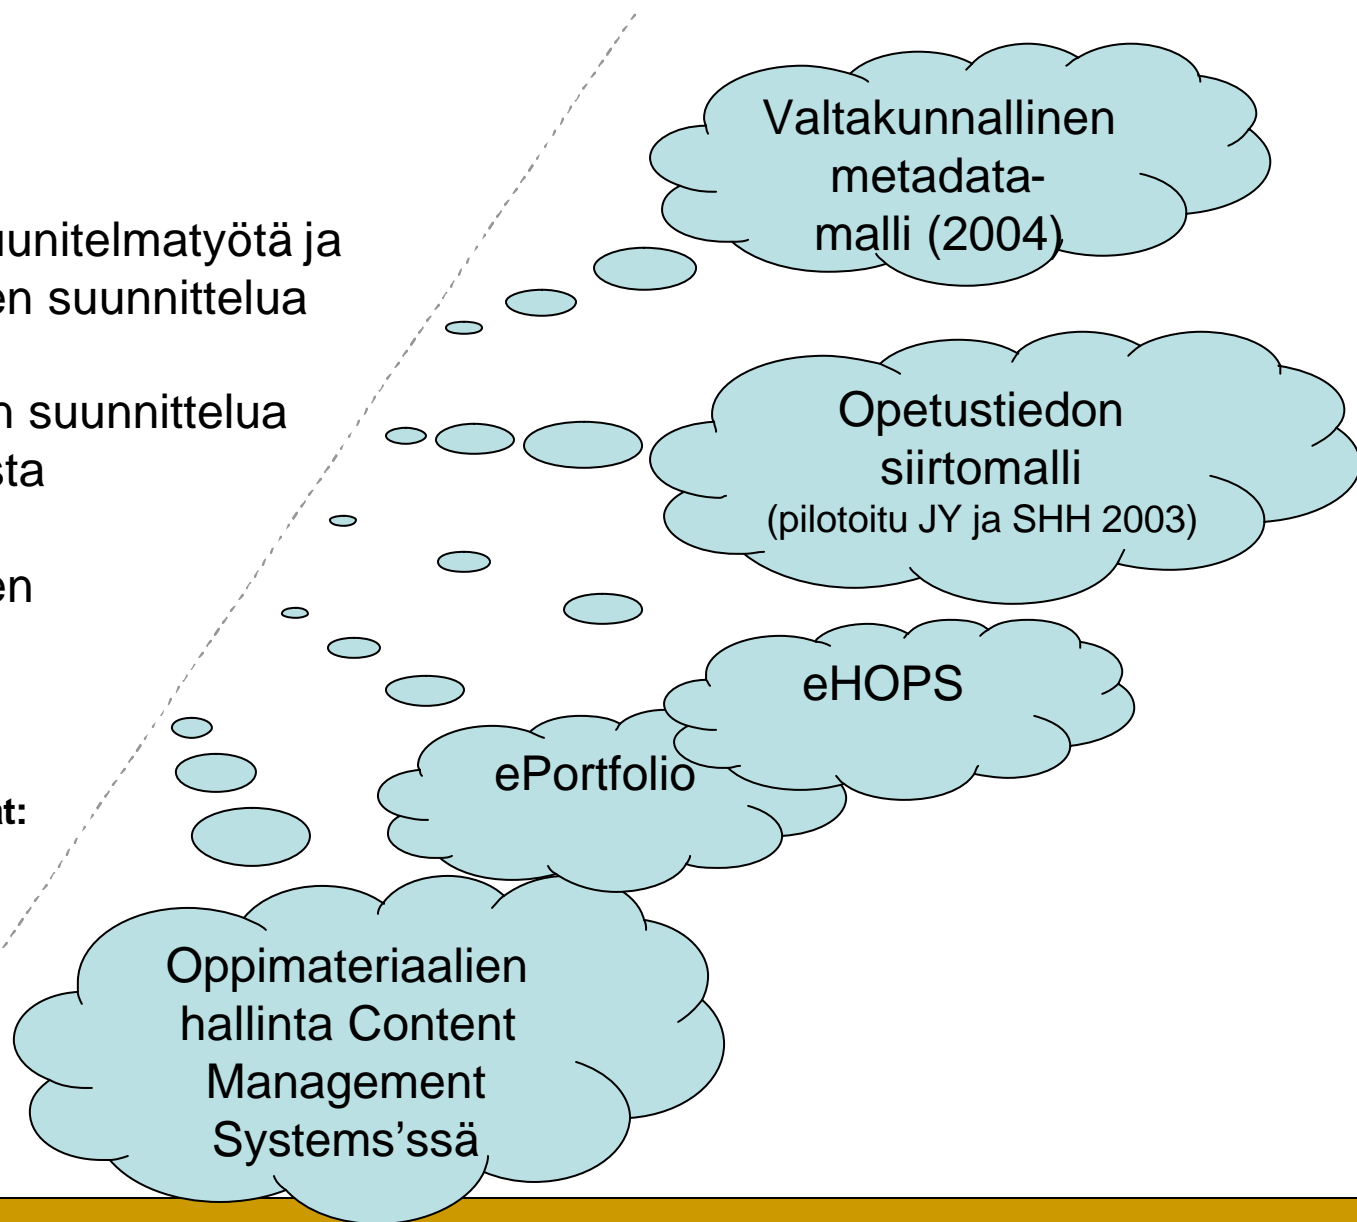 uunitelmatyötä ja
en suunnittelua
n suunnittelua
sta
en
at:
Valtakunnallinen
metadata-
malli (2004)
Opetustiedon
siirtomalli
(pilotoitu JY ja SHH 2003)
eHOPS
ePortfolio
Oppimateriaalien
hallinta Content
Management
Systems'ssä